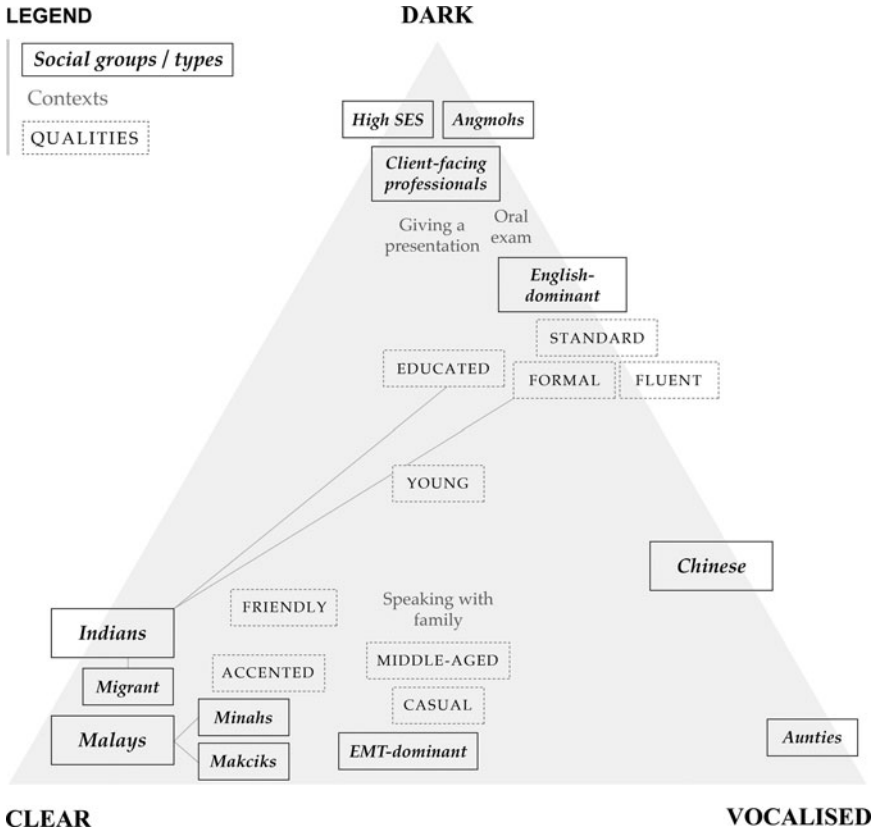 LEGEND
DARK
Social groups / types
Contexts
QUALITIES
High SES
Angmohs
Client-facing
professionals
Giving a
presentation
Oral
exam
English-
dominant
STANDARD
EDUCATED
FORMAL
FLUENT
YOUNG
Chinese
FRIENDLY
Speaking with
family
Indians
MIDDLE-AGED
ACCENTED
Migrant
CASUAL
Minahs
Malays
Makciks
EMT-dominant
Aunties
CLEAR
VOCALISED